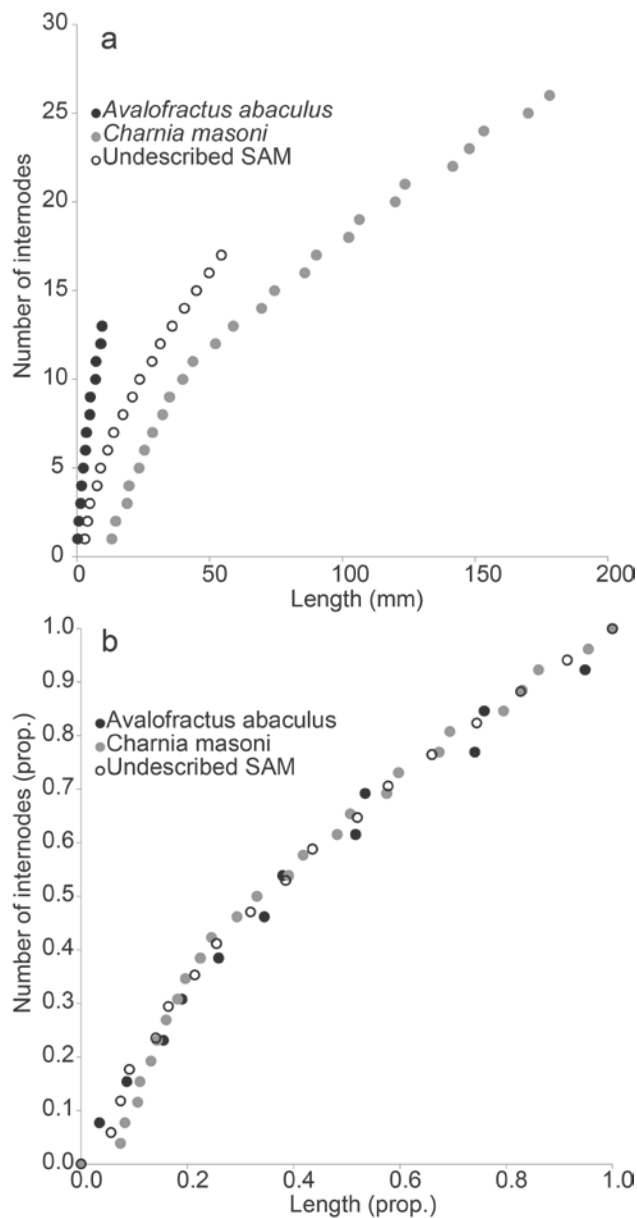 a
30
25
20
15
10
5
0
Number of internodes
Avalofractus abaculus
Charnia masoni
Undescribed SAM
0 50 100 150 200
Length (mm)
b
1.0
0.9
0.8
0.7
0.6
0.5
0.4
0.3
0.2
0.1
0.0
Number of internodes (prop.)
Avalofractus abaculus
Charnia masoni
Undescribed SAM
0.0 0.2 0.4 0.6 0.8 1.0
Length (prop.)